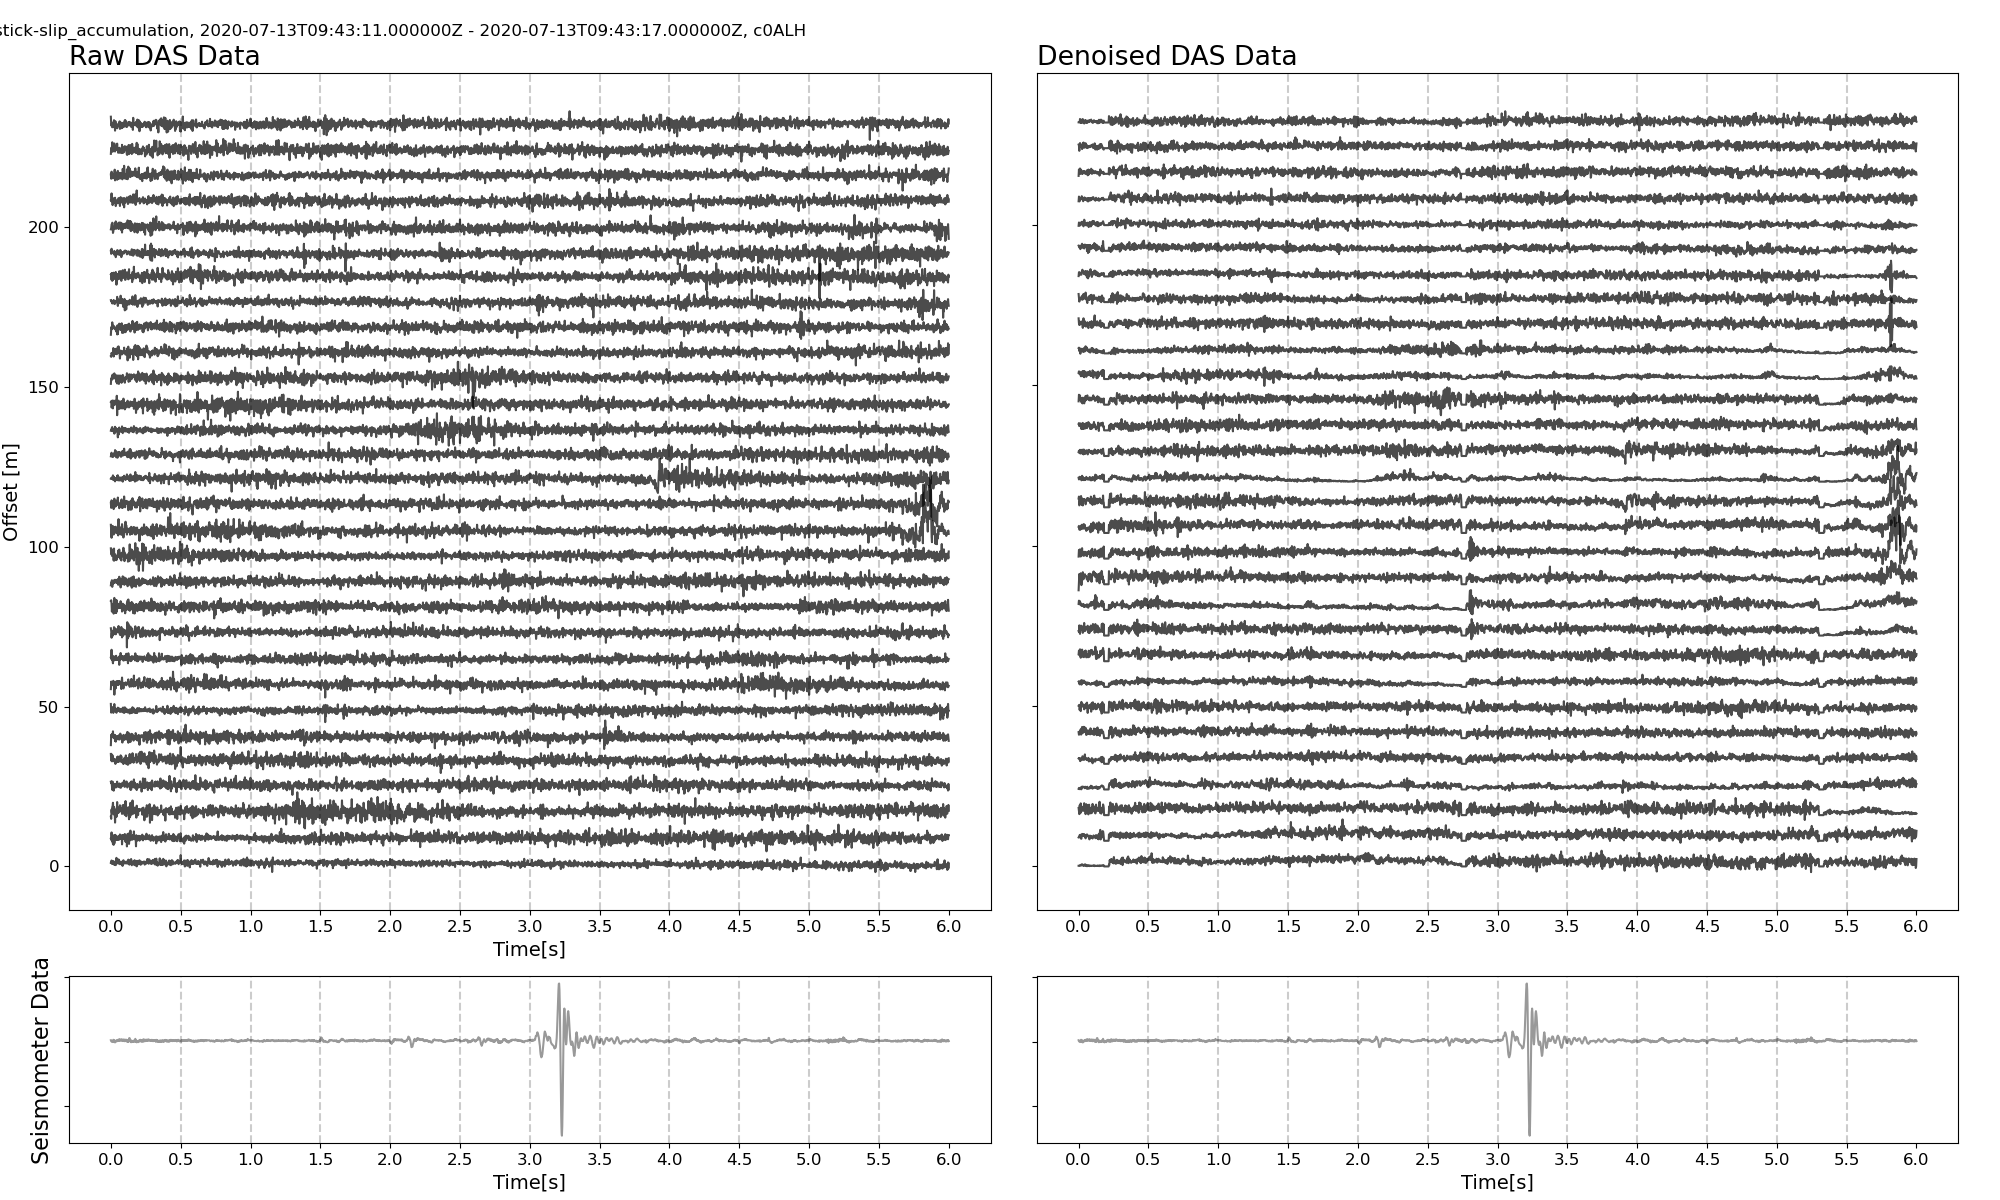 stick-slip_accumulation, 2020-07-13T09:43:11.000000Z - 2020-07-13T09:43:17.000000Z, c0ALH
Raw DAS Data
Denoised DAS Data
Offset [m]
200
150
100
50
0
0.0 0.5 1.0 1.5 2.0 2.5 3.0 3.5 4.0 4.5 5.0 5.5 6.0
Time[s]
0.0 0.5 1.0 1.5 2.0 2.5 3.0 3.5 4.0 4.5 5.0 5.5 6.0
Seismometer Data
0.0 0.5 1.0 1.5 2.0 2.5 3.0 3.5 4.0 4.5 5.0 5.5 6.0
Time[s]
0.0 0.5 1.0 1.5 2.0 2.5 3.0 3.5 4.0 4.5 5.0 5.5 6.0
Time[s]